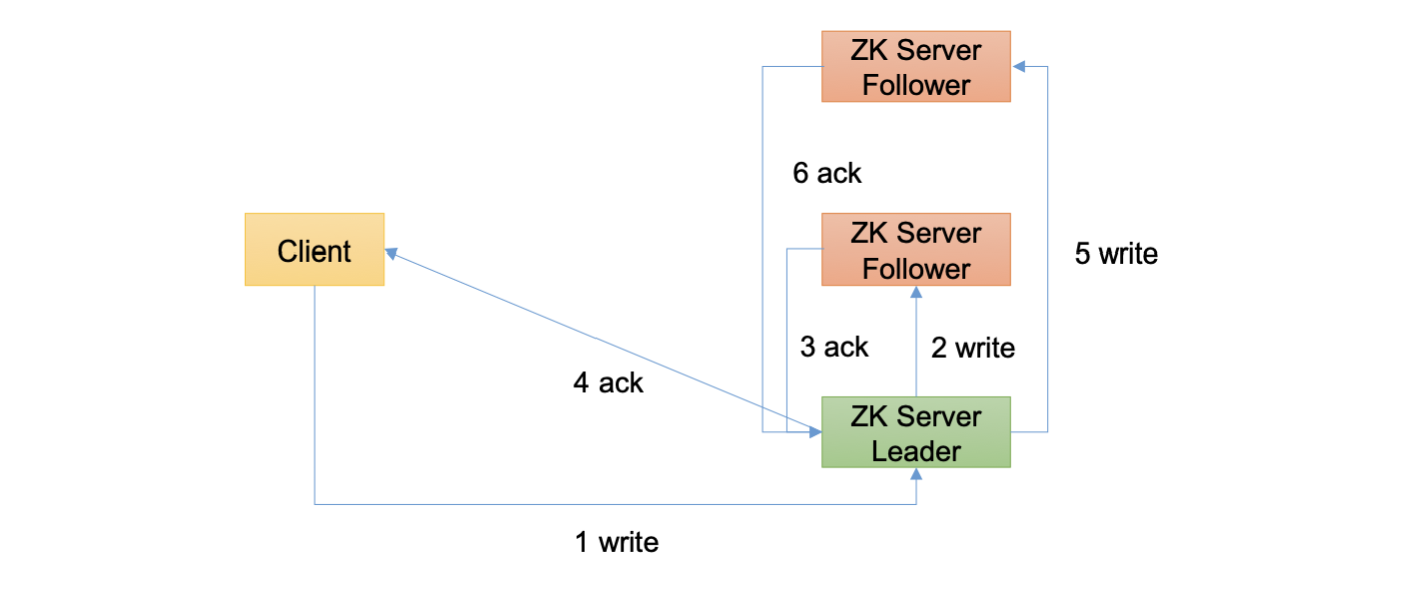 ZK Server
Follower
6 ack
Client
ZK Server
Follower
5 write
3 ack
2 write
4 ack
ZK Server
Leader
1 write